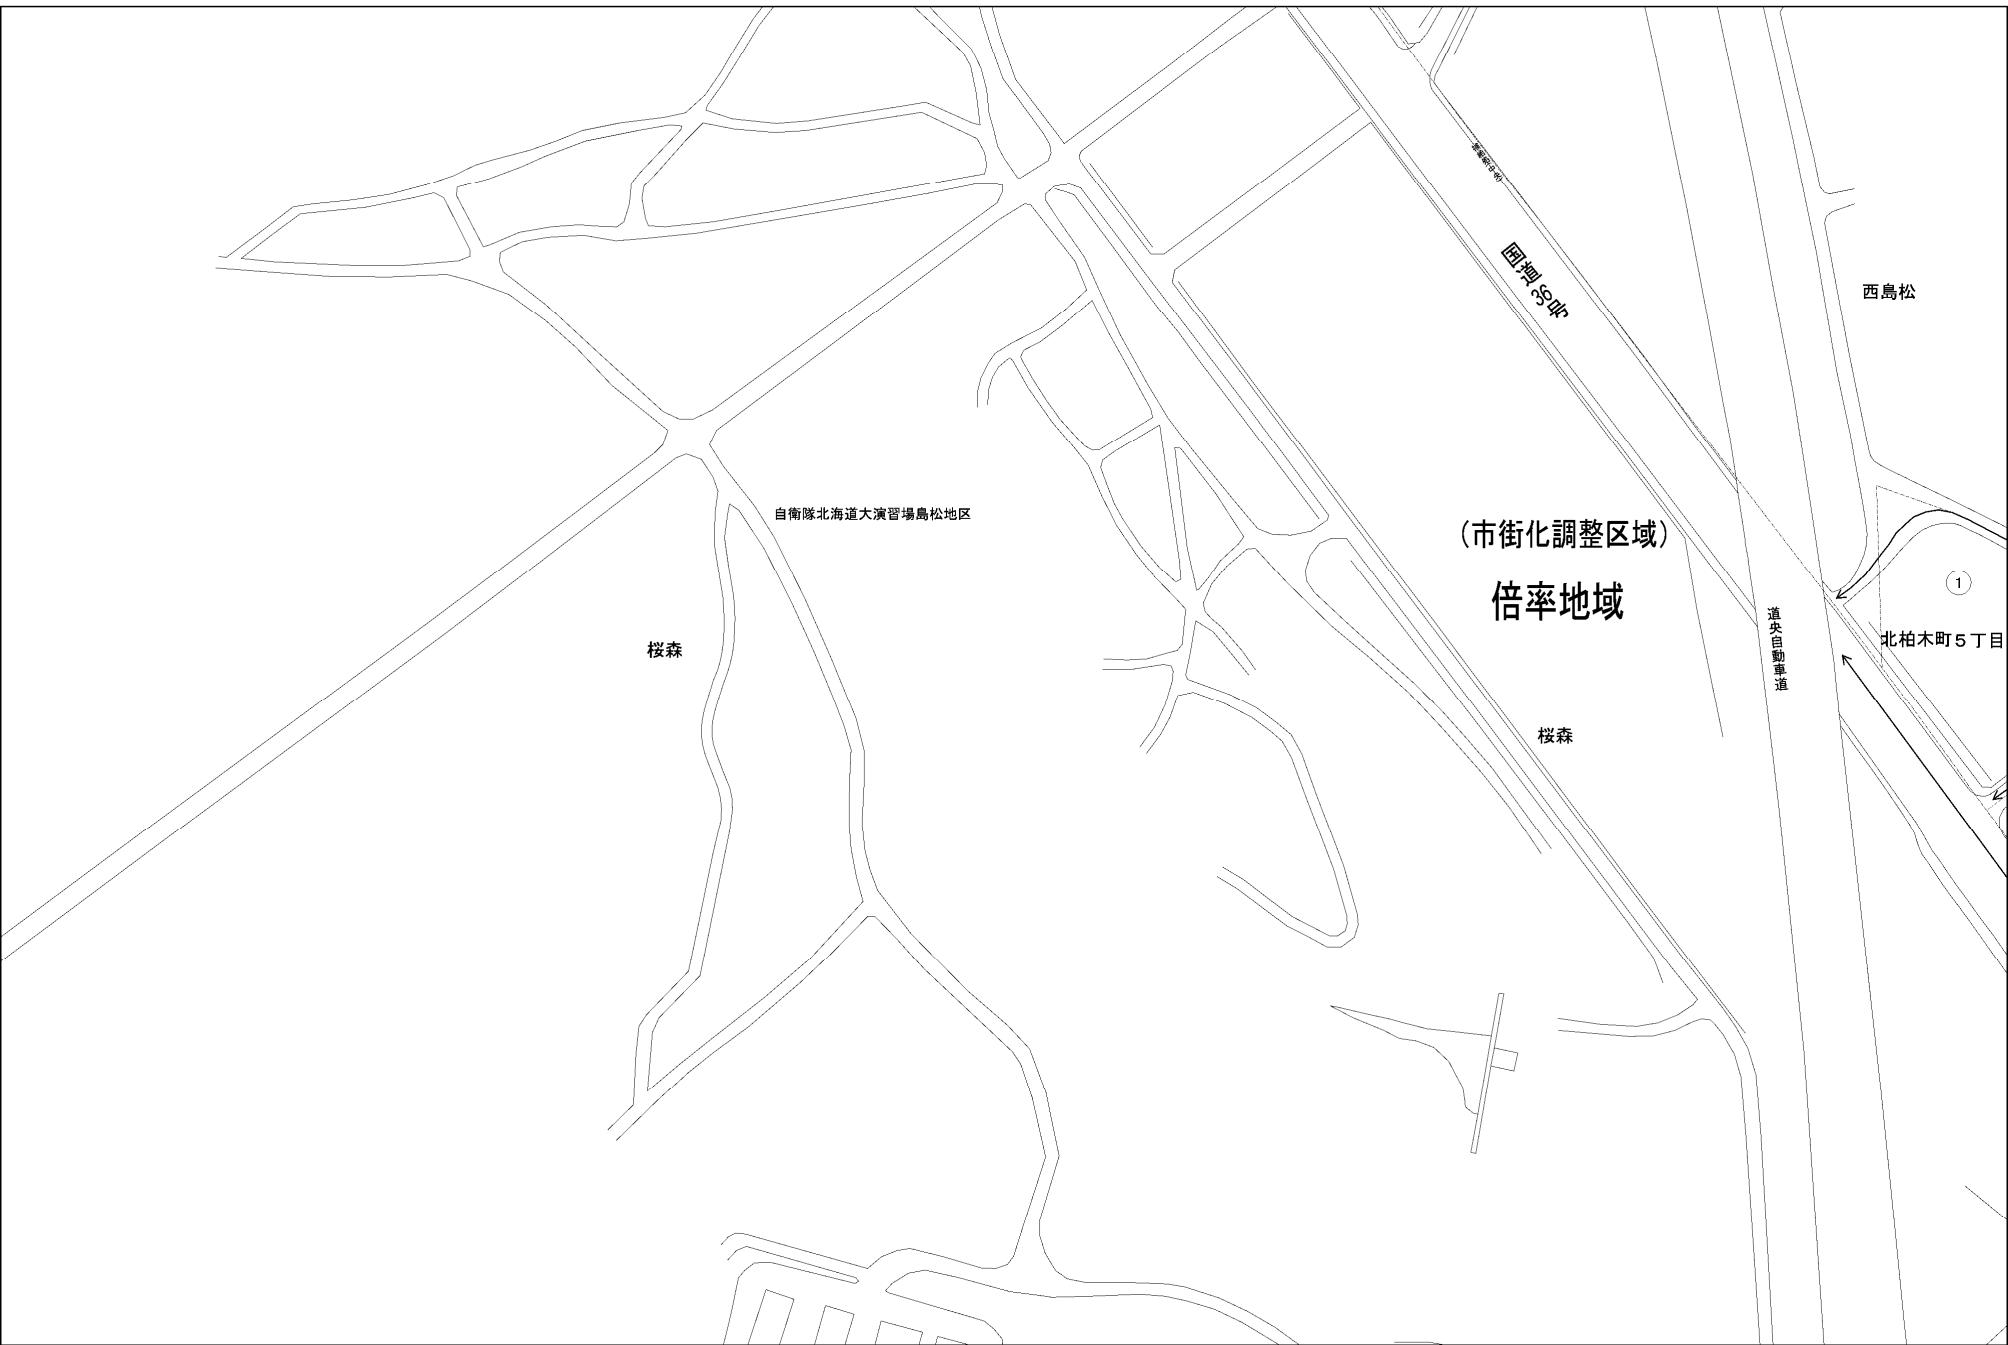 国道36号
西島松
自衛隊北海道大演習場島松地区
（市街化調整区域）
倍率地域
1
道央自動車道
北柏木町5丁目
桜森
桜森